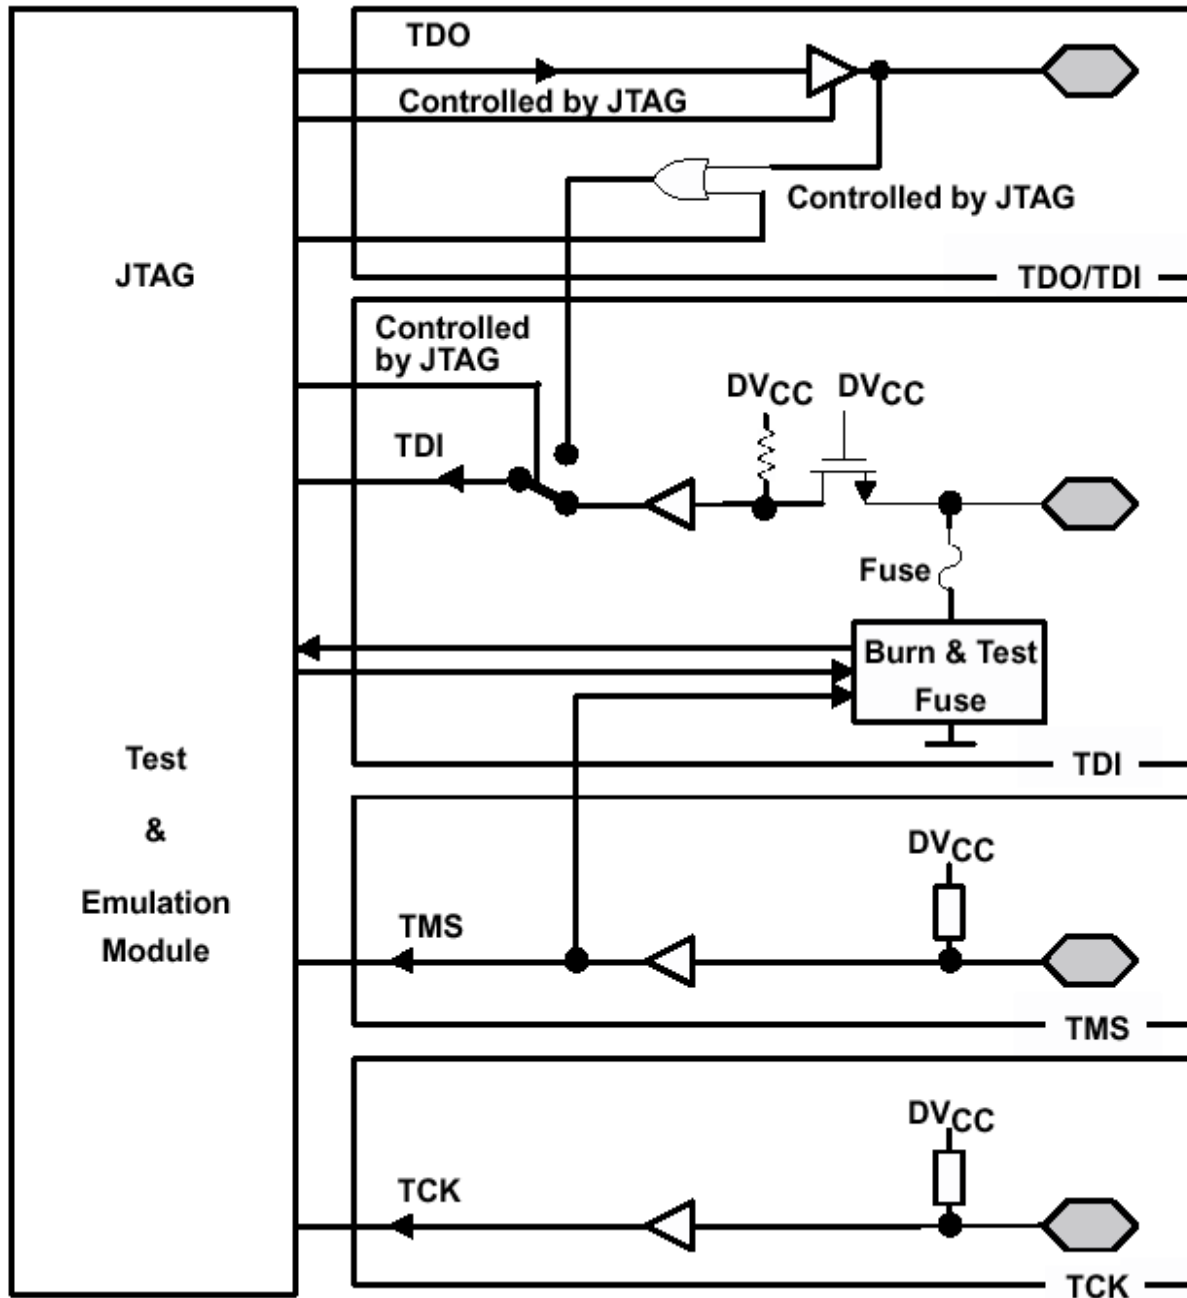 TDO
Controlled by JTAG
Controlled by JTAG
JTAG
TDO/TDI
Controlled
by JTAG
DVCC
DVCC
TDI
Fuse
Burn & Test
Fuse
Test
&
Emulation
Module
TDI
DVCC
TMS
TMS
DVCC
TCK
TCK